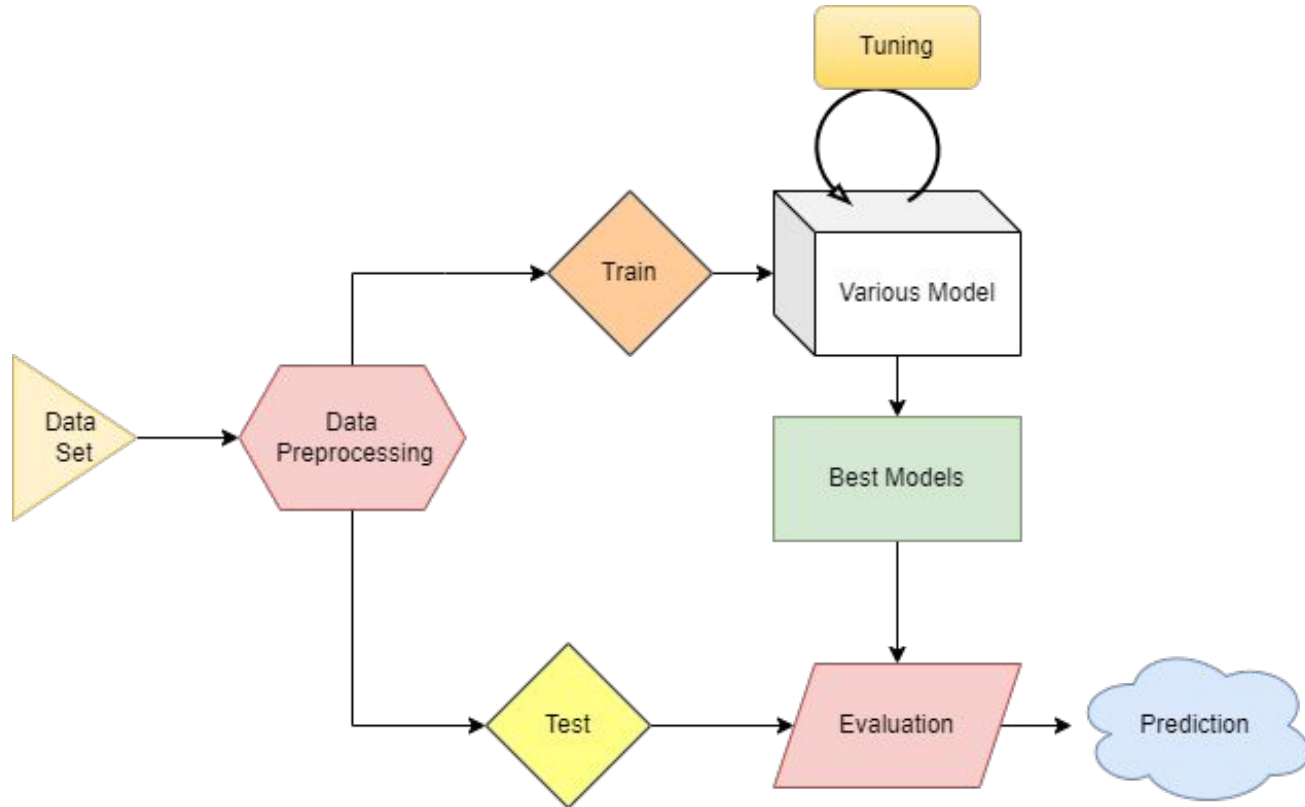 Tuning
Train
Various Model
Data
Set
Data
Preprocessing
Best Models
Test
Evaluation
Prediction